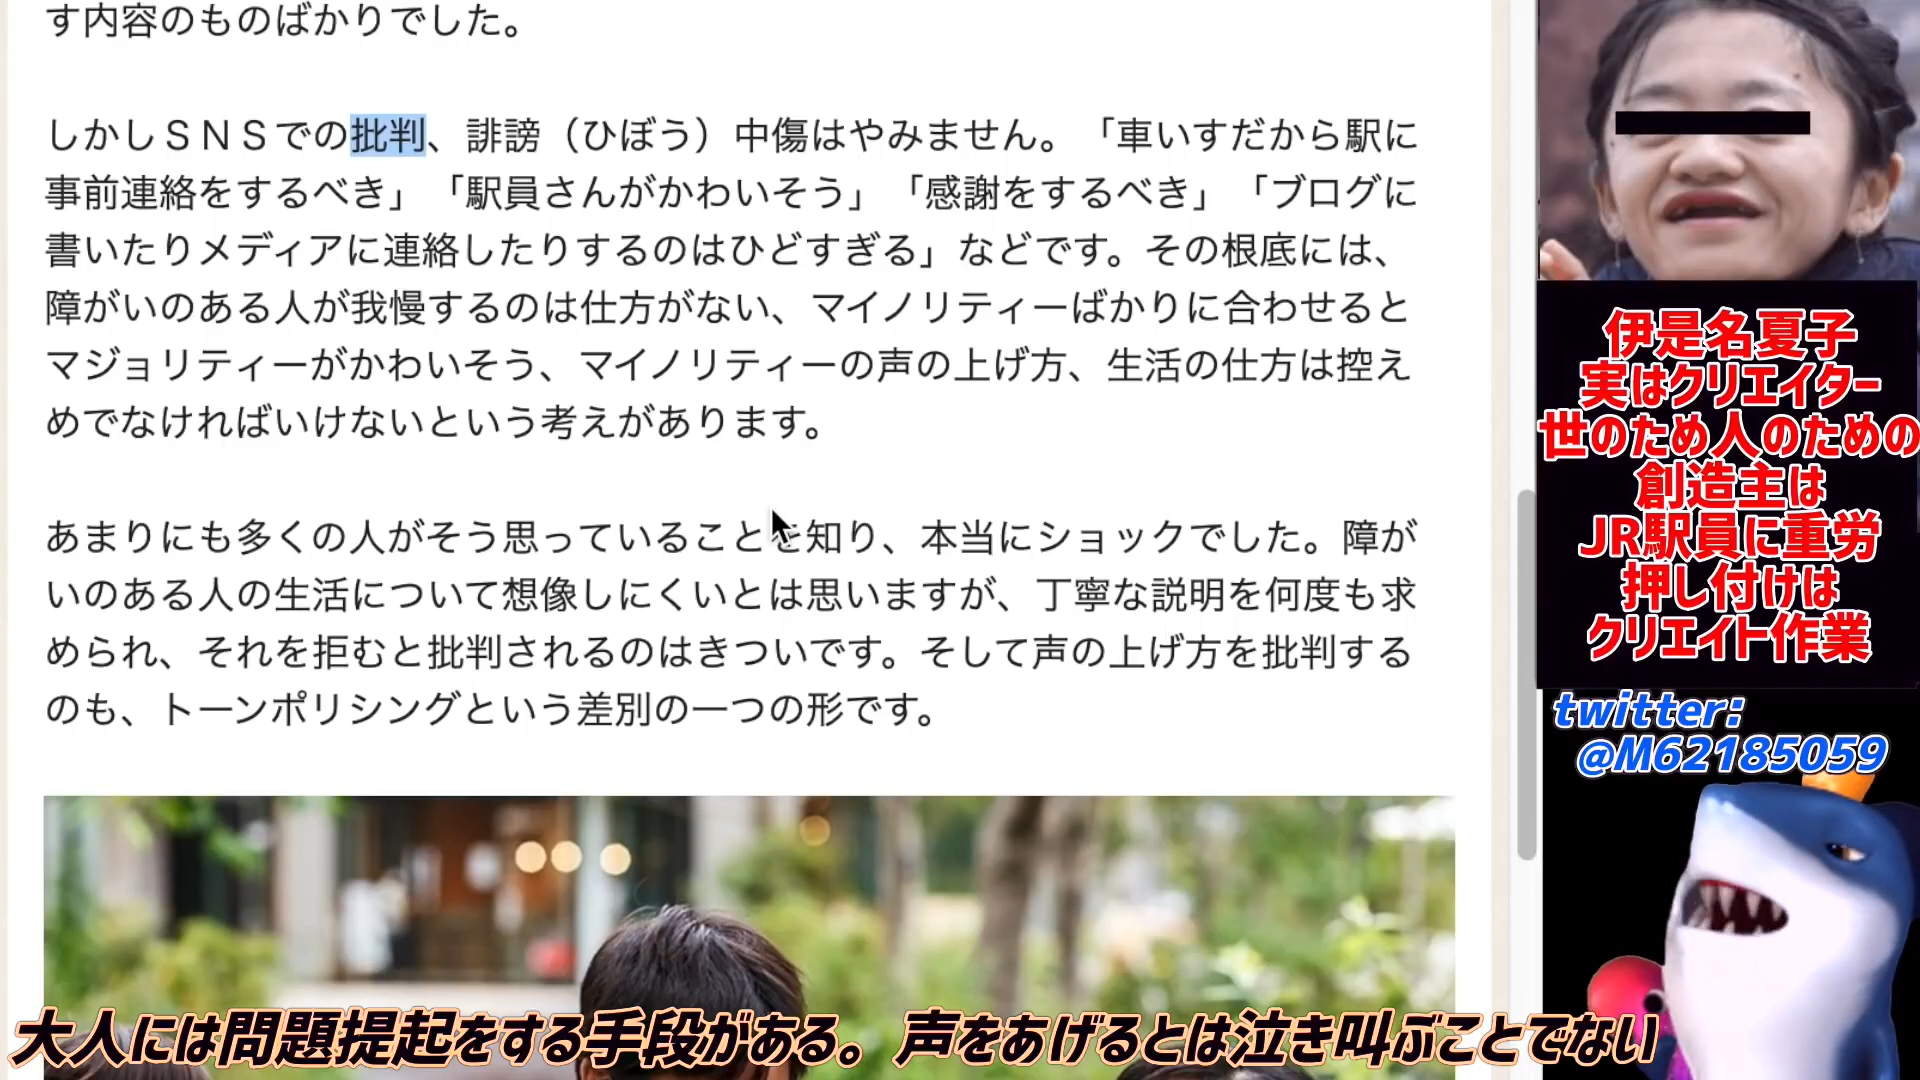 す内容のものばかりでした。
しかしＳＮＳでの批判、誹謗（ひぼう）中傷はやみません。「車いすだから駅に
事前連絡をするべき」「駅員さんがかわいそう」「感謝をするべき」「ブログに
書いたりメディアに連絡したりするのはひどすぎる」などです。その根底には、
障がいのある人が我慢するのは仕方がない、マイノリティーばかりに合わせると
マジョリティーがかわいそう、マイノリティーの声の上げ方、生活の仕方は控え
めでなければいけないという考えがあります。
あまりにも多くの人がそう思っていることを知り、本当にショックでした。障が
いのある人の生活について想像しにくいとは思いますが、丁寧な説明を何度も求
められ、それを拒むと批判されるのはきついです。そして声の上げ方を批判する
のも、トーンポリシングという差別の一つの形です。
伊是名夏子
実はクリエイター
世のため人のための
創造主は
JR駅員に重労
押し付けは
クリエイト作業
twitter:
@M62185059
大人には問題提起をする手段がある。声をあげるとは泣き叫ぶことでない